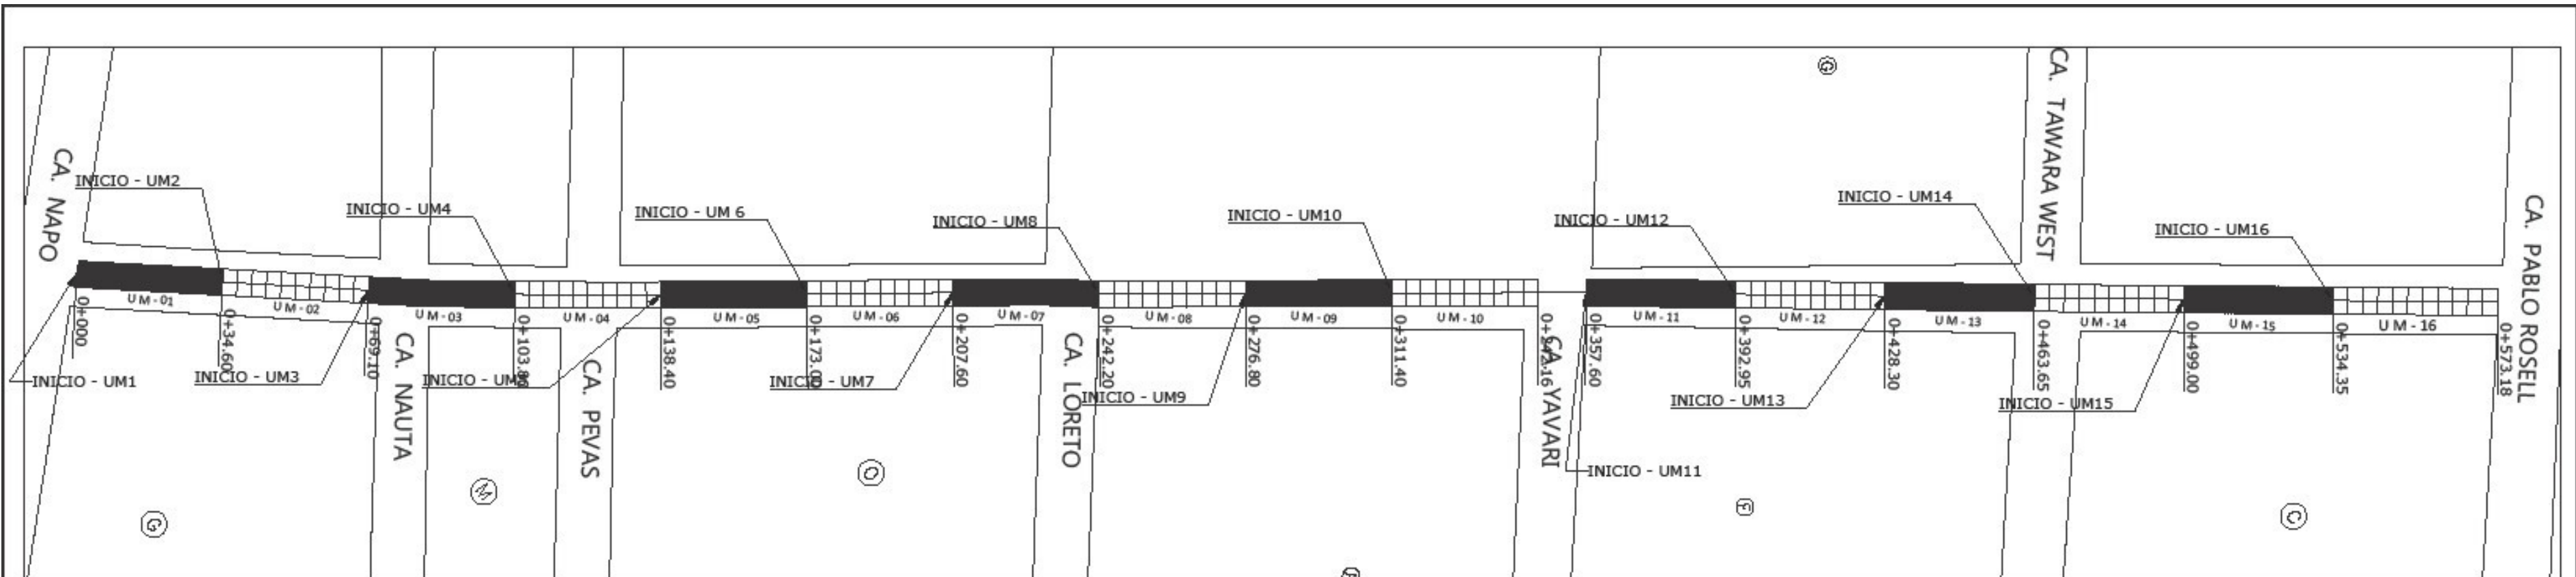 CA. NAPO
INICIO - UM2
INICIO - UM4
INICIO - UM 6
INICIO - UM8
INICIO - UM10
INICIO - UM12
G
INICIO - UM14
CA. TAWARA WEST
INICIO - UM16
CA. PABLO ROSELL
UM-01
UM-02
UM-03
UM-04
UM-05
UM-06
UM-07
UM-08
UM-09
UM-10
UM-11
UM-12
UM-13
UM-14
UM-15
UM-16
0+000
0+34.60
0+69.10
0+138.40
0+207.60
0+242.20
0+276.80
0+311.40
0+357.60
0+392.95
0+428.30
0+463.65
0+499.00
0+534.35
0+573.18
INICIO - UM1
INICIO - UM3
CA. NAUTA
CA. PEVAS
INICIO - UM7
CA. LORETO
INICIO - UM9
CA. YAVARI
INICIO - UM11
INICIO - UM13
INICIO - UM15
G
M
F
C